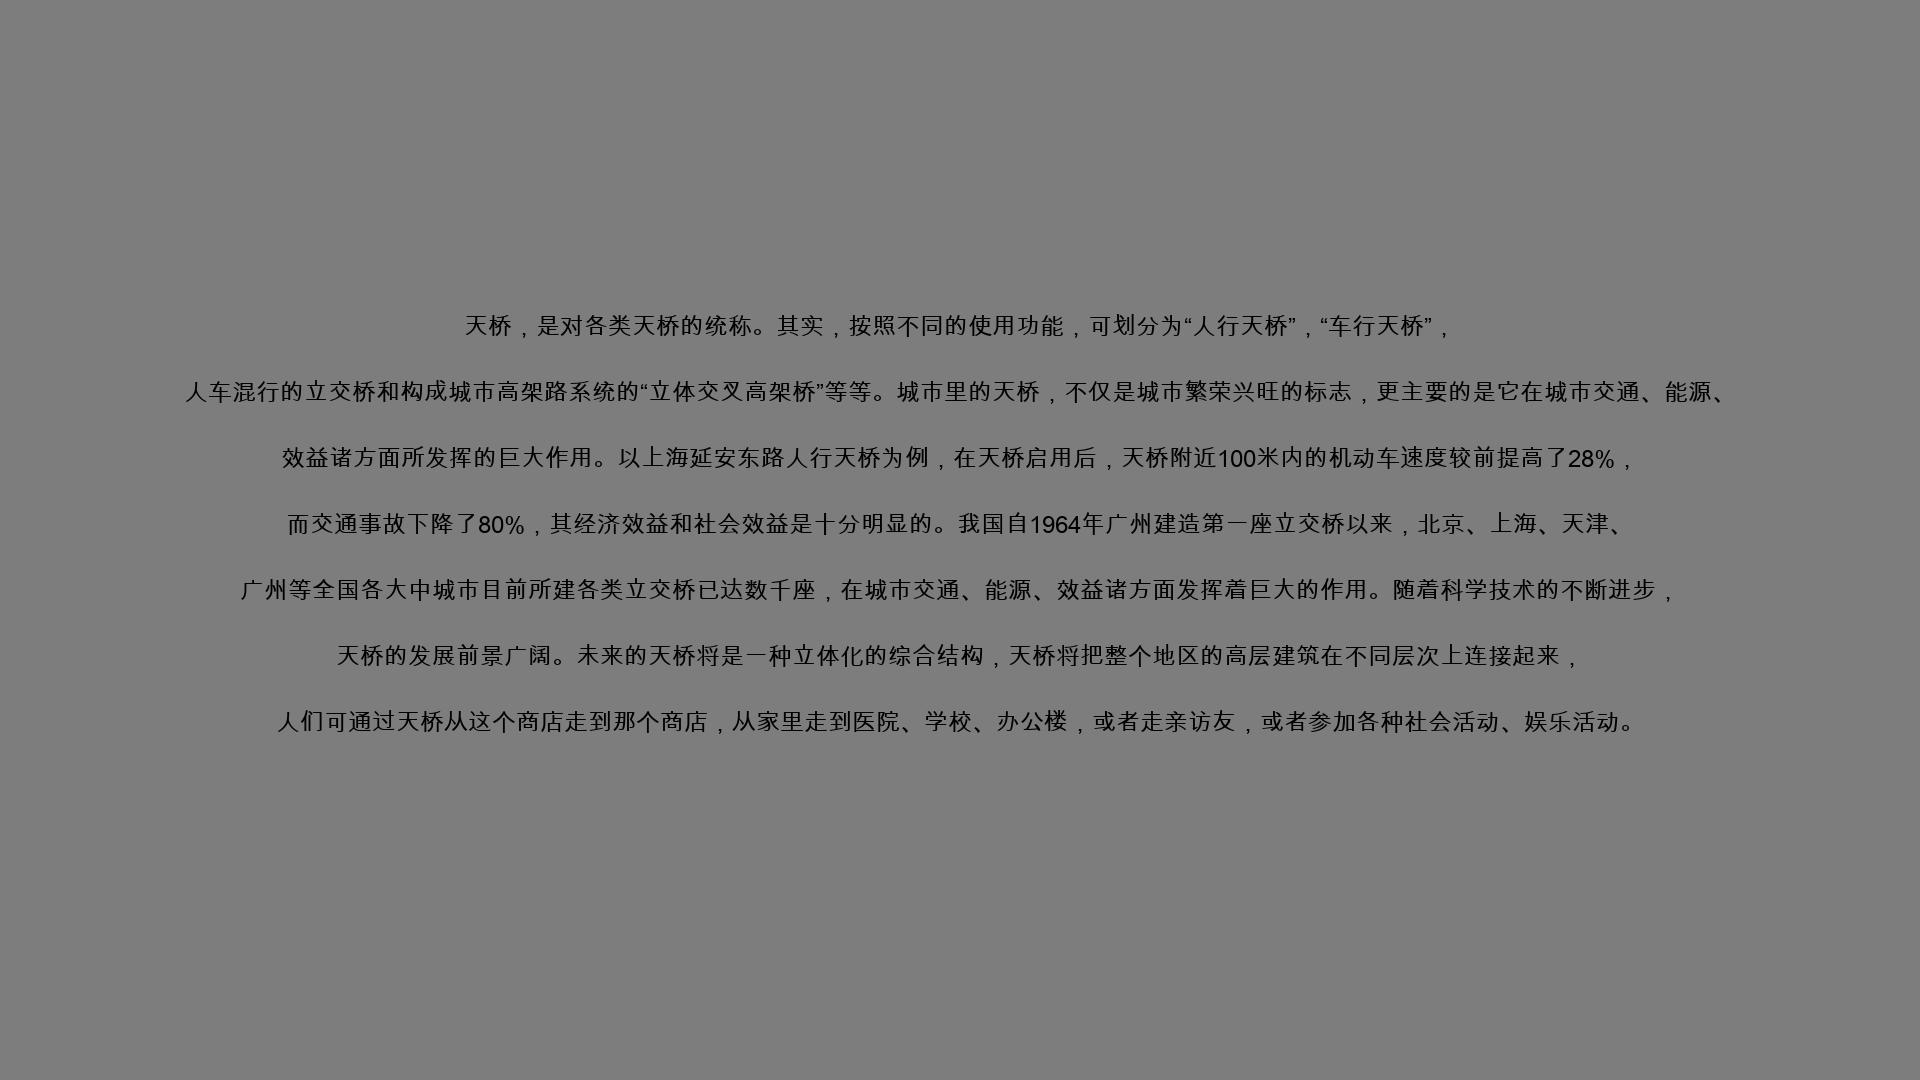 天桥，是对各类天桥的统称。其实，按照不同的使用功能，可划分为“人行天桥”，“车行天桥”，
人车混行的立交桥和构成城市高架路系统的“立体交叉高架桥”等等。城市里的天桥，不仅是城市繁荣兴旺的标志，更主要的是它在城市交通、能源、
效益诸方面所发挥的巨大作用。以上海延安东路人行天桥为例，在天桥启用后，天桥附近100米内的机动车速度较前提高了28%，
而交通事故下降了80%，其经济效益和社会效益是十分明显的。我国自1964年广州建造第一座立交桥以来，北京、上海、天津、
广州等全国各大中城市目前所建各类立交桥已达数千座，在城市交通、能源、效益诸方面发挥着巨大的作用。随着科学技术的不断进步，
天桥的发展前景广阔。未来的天桥将是一种立体化的综合结构，天桥将把整个地区的高层建筑在不同层次上连接起来，
人们可通过天桥从这个商店走到那个商店，从家里走到医院、学校、办公楼，或者走亲访友，或者参加各种社会活动、娱乐活动。